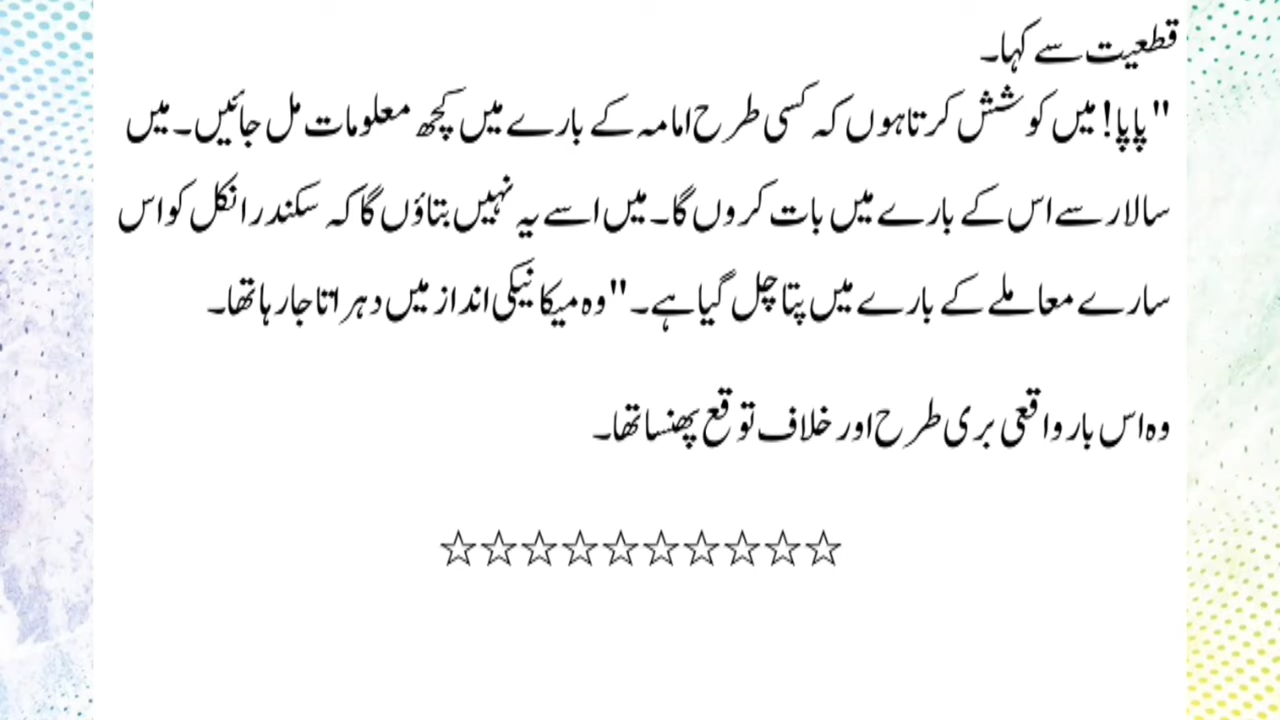 قطعیت سے کہا۔
"پاپا! میں کوشش کرتا ہوں کہ کسی طرح امامہ کے بارے میں کچھ معلومات مل جائیں۔ میں
سالار سے اس کے بارے میں بات کروں گا۔ میں اسے یہ نہیں بتاؤں گا کہ سکندر انکل کو اس
سارے معاملے کے بارے میں پتا چل گیا ہے۔" وہ میکانیکی انداز میں دہراتا جا رہا تھا۔
وہ اس بار واقعی بری طرح اور خلاف توقع پھنسا تھا۔
☆☆☆☆☆☆☆☆☆☆